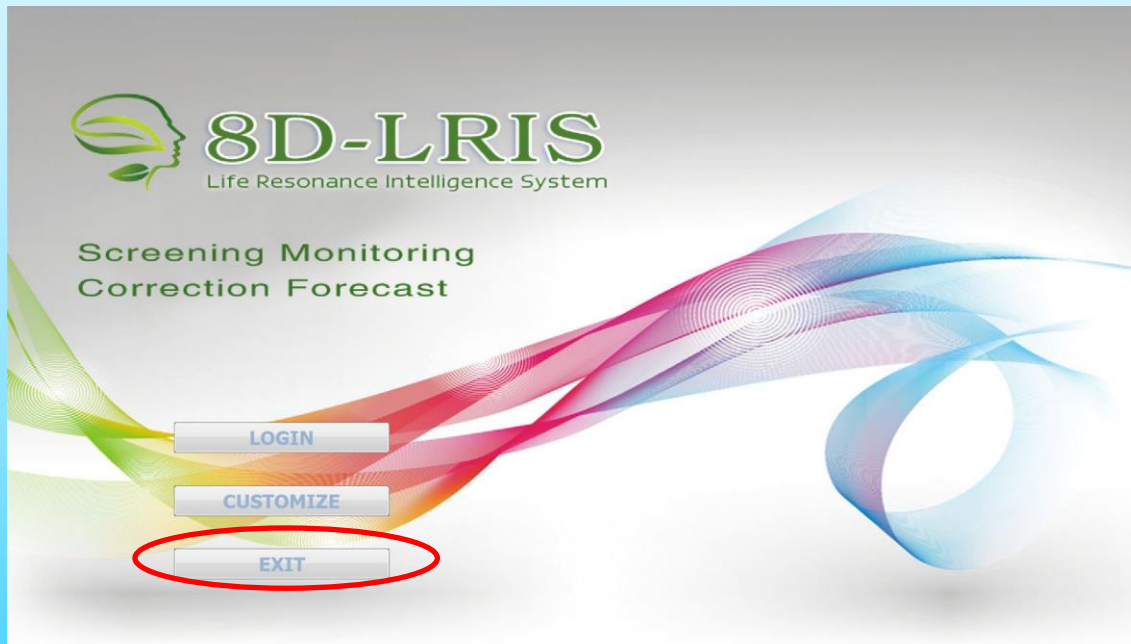 8D-LRIS
Life Resonance Intelligence System
Screening Monitoring
Correction Forecast
LOGIN
CUSTOMIZE
EXIT